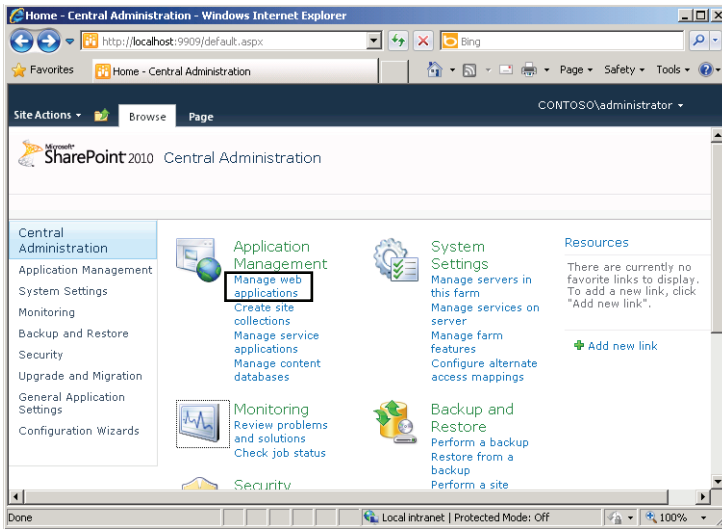 Home - Central Administration - Windows Internet Explorer
http://localhost:9909/default.aspx
Bing
Favorites
Home - Central Administration
Page
Safety
Tools
CONTOSO\administrator
Site Actions
Browse
Page
Microsoft
SharePoint 2010
Central Administration
Central
Administration
Application Management
System Settings
Monitoring
Backup and Restore
Security
Upgrade and Migration
General Application
Settings
Configuration Wizards
Application
Management
Manage web
applications
Create site
collections
Manage service
applications
Manage content
databases
System
Settings
Manage servers in
this farm
Manage services on
server
Manage farm
features
Configure alternate
access mappings
Resources
There are currently no
favorite links to display.
To add a new link, click
"Add new link".
Add new link
Monitoring
Review problems
and solutions
Check job status
Backup and
Restore
Perform a backup
Restore from a
backup
Perform a site
Security
Done
Local intranet | Protected Mode: Off
100%